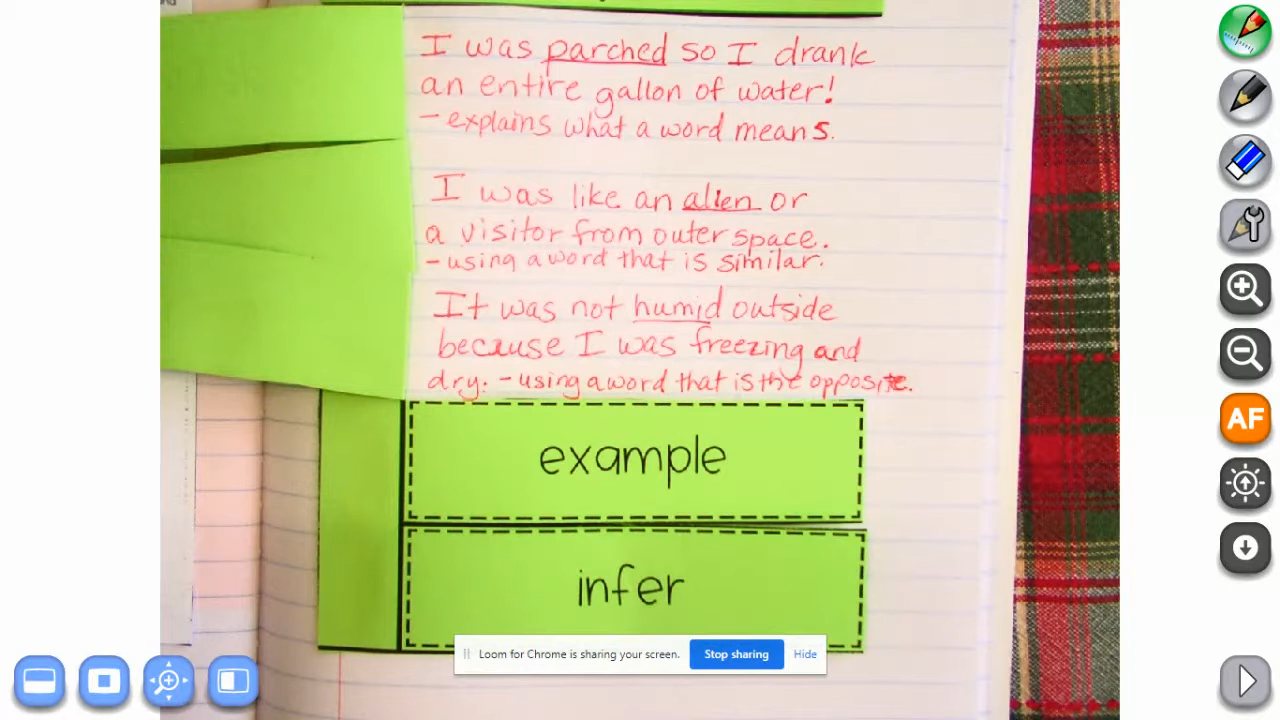 I was parched so I drank
an entire gallon of water!
- explains what a word means.
I was like an alien or
a visitor from outer space.
- using a word that is similar.
It was not humid outside
because I was freezing and
dry. - using a word that is the opposite.
example
infer
Loom for Chrome is sharing your screen. Stop sharing Hide
AF